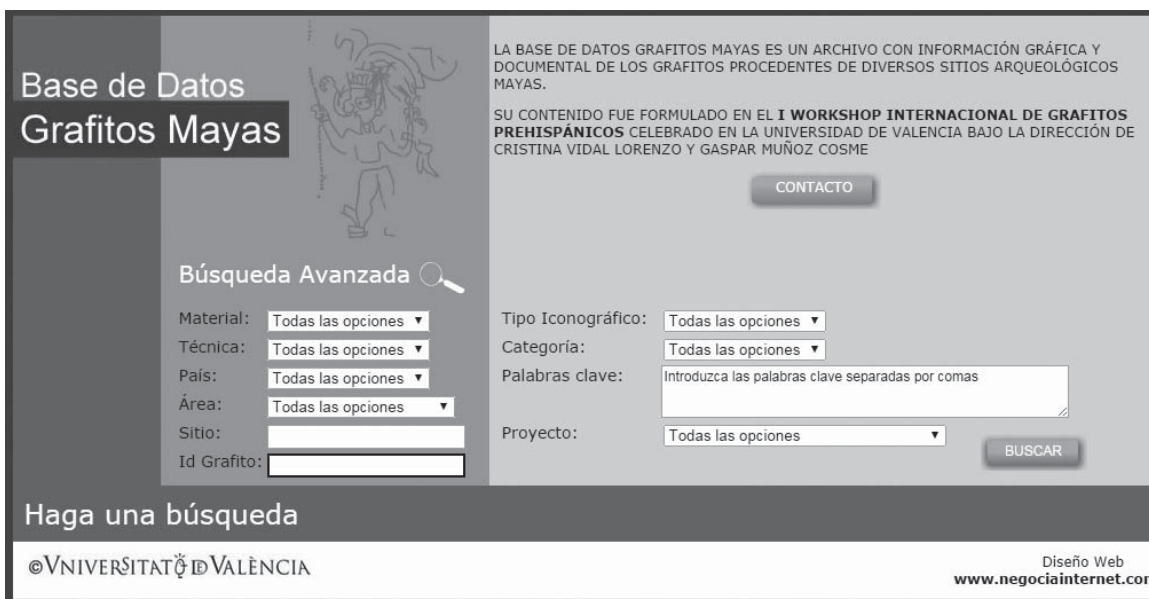 Base de Datos
Grafitos Mayas
LA BASE DE DATOS GRAFITOS MAYAS ES UN ARCHIVO CON INFORMACIÓN GRÁFICA Y
DOCUMENTAL DE LOS GRAFITOS PROCEDENTES DE DIVERSOS SITIOS ARQUEOLÓGICOS
MAYAS.
SU CONTENIDO FUE FORMULADO EN EL I WORKSHOP INTERNACIONAL DE GRAFITOS
PREHISPÁNICOS CELEBRADO EN LA UNIVERSIDAD DE VALENCIA BAJO LA DIRECCIÓN DE
CRISTINA VIDAL LORENZO Y GASPAR MUÑOZ COSME
CONTACTO
Búsqueda Avanzada
Material: Todas las opciones
Técnica: Todas las opciones
País: Todas las opciones
Área: Todas las opciones
Sitio:
Id Grafito:
Tipo Iconográfico: Todas las opciones
Categoría: Todas las opciones
Palabras clave: Introduzca las palabras clave separadas por comas
Proyecto: Todas las opciones
BUSCAR
Haga una búsqueda
©VNIVERSITAT DE VALÈNCIA
Diseño Web
www.negociainternet.com